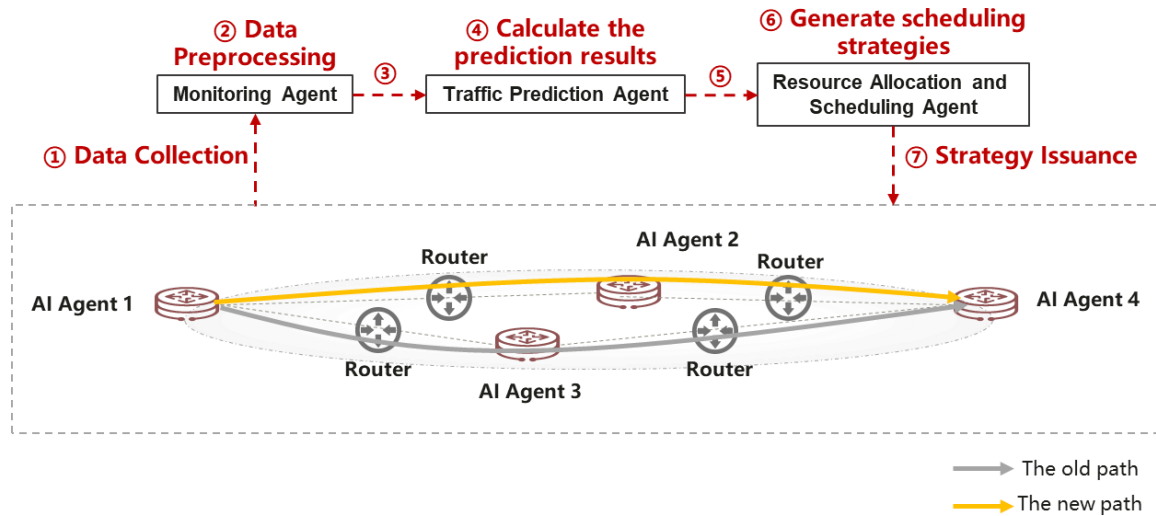 ② Data
Preprocessing
④ Calculate the
prediction results
⑥ Generate scheduling
strategies
③
⑤
Monitoring Agent
Traffic Prediction Agent
Resource Allocation and
Scheduling Agent
① Data Collection
⑦ Strategy Issuance
AI Agent 2
Router
Router
AI Agent 1
AI Agent 4
Router
Router
AI Agent 3
The old path
The new path